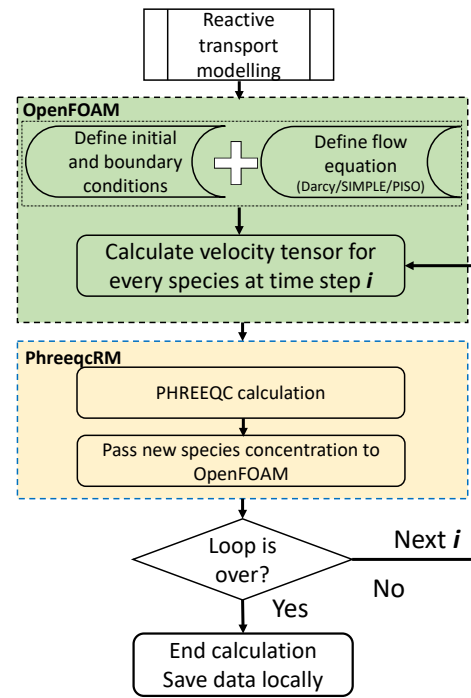 Reactive
transport
modelling
OpenFOAM
Define initial
and boundary
conditions
Define flow
equation
(Darcy/SIMPLE/PISO)
Calculate velocity tensor for
every species at time step i
PhreeqcRM
PHREEQC calculation
Pass new species concentration to
OpenFOAM
Loop is
over?
Next i
No
Yes
End calculation
Save data locally